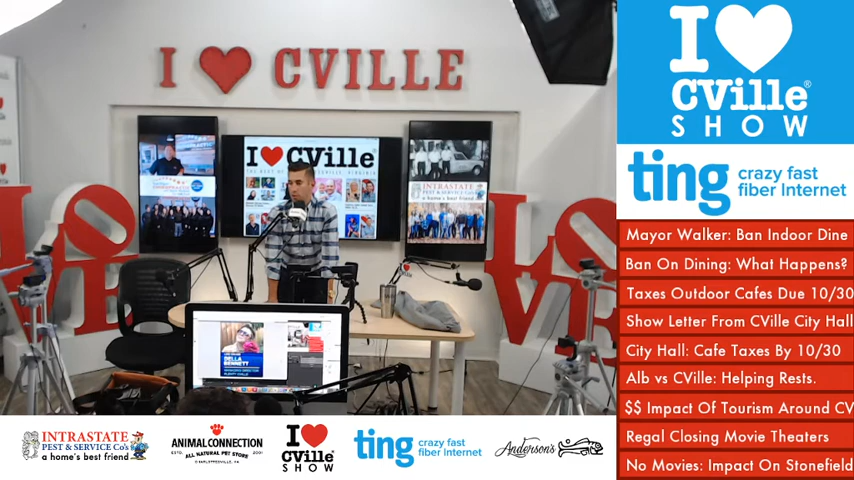 I ♥ CVILLE
I ♥ CVille
LOVE
LOVE
INTRASTATE
PEST & SERVICE Co's
a home's best friend
DELLA
BENNETT
I ♥
CVille®
SHOW
ting crazy fast
fiber Internet
Mayor Walker: Ban Indoor Dine
Ban On Dining: What Happens?
Taxes Outdoor Cafes Due 10/30
Show Letter From CVille City Hall
City Hall: Cafe Taxes By 10/30
Alb vs CVille: Helping Rests.
$$ Impact Of Tourism Around CV
Regal Closing Movie Theaters
No Movies: Impact On Stonefield
INTRASTATE
PEST & SERVICE Co's
a home's best friend
ANIMAL CONNECTION
ALL NATURAL PET STORE
CHARLOTTESVILLE, VA
I ♥
CVille
SHOW
ting crazy fast
fiber Internet
Anderson's